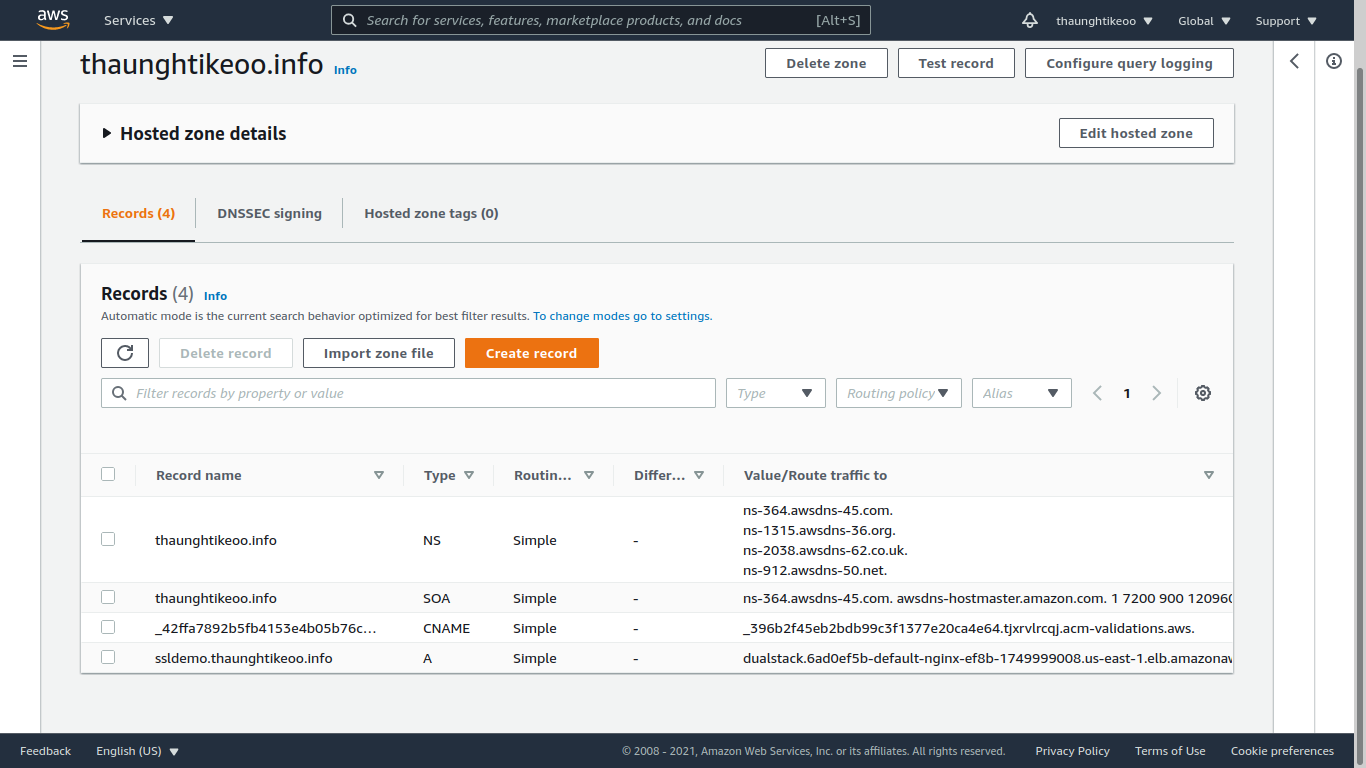 aws Services Search for services, features, marketplace products, and docs [Alt+S] thaunghtikeoo Global Support
thaunghtikeoo.info Info Delete zone Test record Configure query logging
Hosted zone details Edit hosted zone
Records (4) DNSSEC signing Hosted zone tags (0)
Records (4) Info
Automatic mode is the current search behavior optimized for best filter results. To change modes go to settings.
Delete record Import zone file Create record
Filter records by property or value Type Routing policy Alias 1
Record name Type Routin... Differ... Value/Route traffic to
ns-364.awsdns-45.com.
ns-1315.awsdns-36.org.
thaunghtikeoo.info NS Simple -
ns-2038.awsdns-62.co.uk.
ns-912.awsdns-50.net.
thaunghtikeoo.info SOA Simple - ns-364.awsdns-45.com. awsdns-hostmaster.amazon.com. 1 7200 900 120960
_42ffa7892b5fb4153e4b05b76c... CNAME Simple - _396b2f45eb2bdb99c3f1377e20ca4e64.tjxrvlrcqj.acm-validations.aws.
ssldemo.thaunghtikeoo.info A Simple - dualstack.6ad0ef5b-default-nginx-ef8b-1749999008.us-east-1.elb.amazonaw
Feedback English (US) © 2008 - 2021, Amazon Web Services, Inc. or its affiliates. All rights reserved. Privacy Policy Terms of Use Cookie preferences